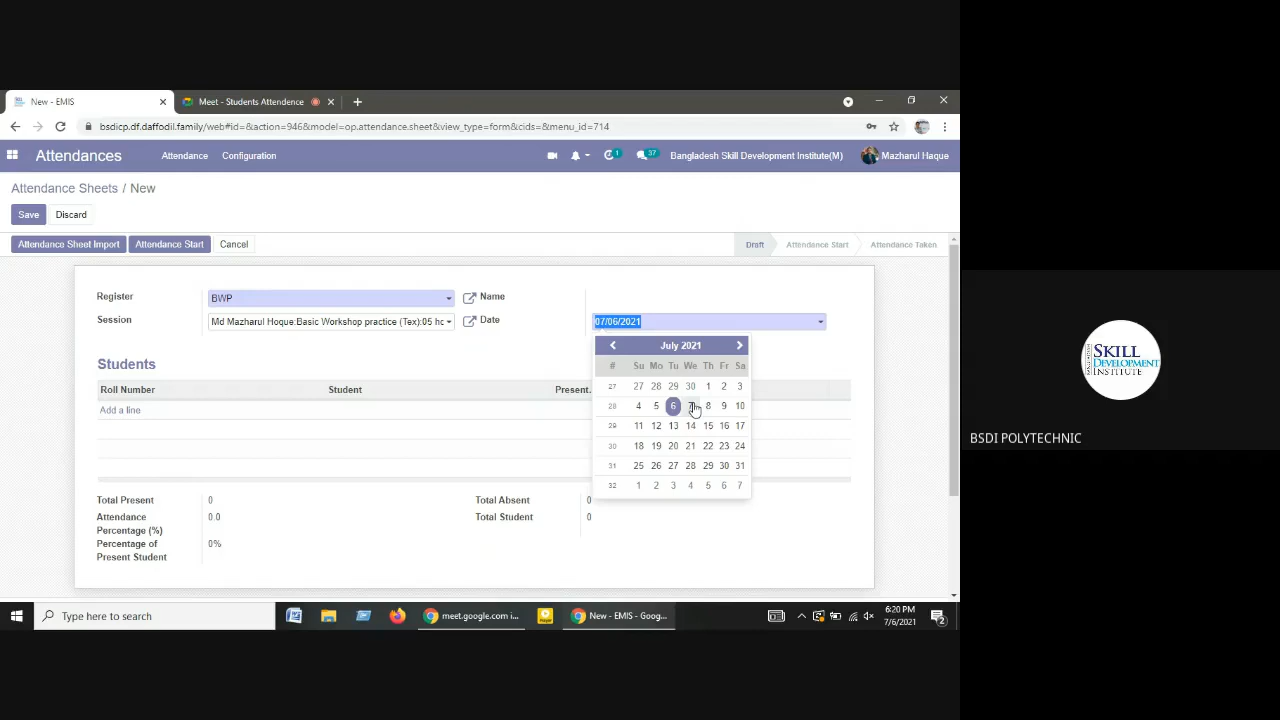 New - EMIS
Meet - Students Attendence
bsdicp.df.daffodil.family/web#id=&action=946&model=op.attendance.sheet&view_type=form&cids=&menu_id=714
Attendances Attendance Configuration 1 37 Bangladesh Skill Development Institute(M) Mazharul Haque
Attendance Sheets / New
Save Discard
Attendance Sheet Import Attendance Start Cancel Draft Attendance Start Attendance Taken
Register BWP Name
Session Md Mazharul Hoque:Basic Workshop practice (Tex):05 hc Date 07/06/2021
July 2021
# Su Mo Tu We Th Fr Sa
27 27 28 29 30 1 2 3
28 4 5 6 7 8 9 10
29 11 12 13 14 15 16 17
30 18 19 20 21 22 23 24
31 25 26 27 28 29 30 31
32 1 2 3 4 5 6 7
Students
Roll Number Student Present.
Add a line
Total Present 0 Total Absent 0
Attendance Percentage (%) 0.0 Total Student 0
Percentage of Present Student 0%
Type here to search
meet.google.com i...
New - EMIS - Goog...
6:20 PM
7/6/2021
2
SKILL
DEVELOPMENT
INSTITUTE
BSDI POLYTECHNIC